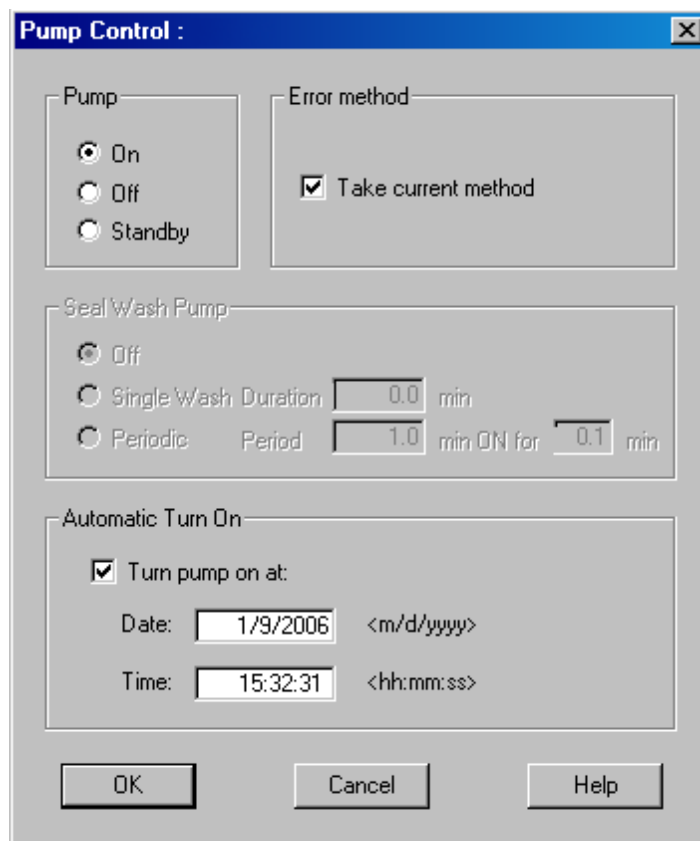 Pump Control :
Pump
Error method
On
Off
Standby
Take current method
Seal Wash Pump
Off
Single Wash Duration 0.0 min
Periodic Period 1.0 min ON for 0.1 min
Automatic Turn On
Turn pump on at:
Date: 1/9/2006 <m/d/yyyy>
Time: 15:32:31 <hh:mm:ss>
OK Cancel Help